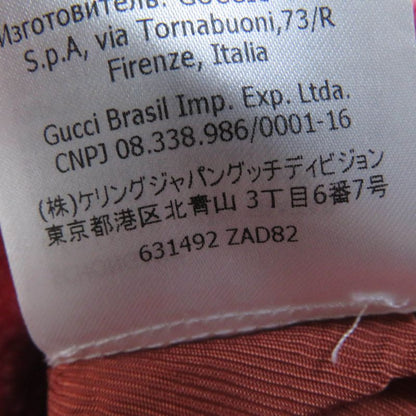 Изготовитель: GUCCIO
S.p.A, via Tornabuoni,73/R
Firenze, Italia
Gucci Brasil Imp. Exp. Ltda.
CNPJ 08.338.986/0001-16
(株)ケリングジャパングッチディビジョン
東京都港区北青山 3丁目6番7号
631492 ZAD82